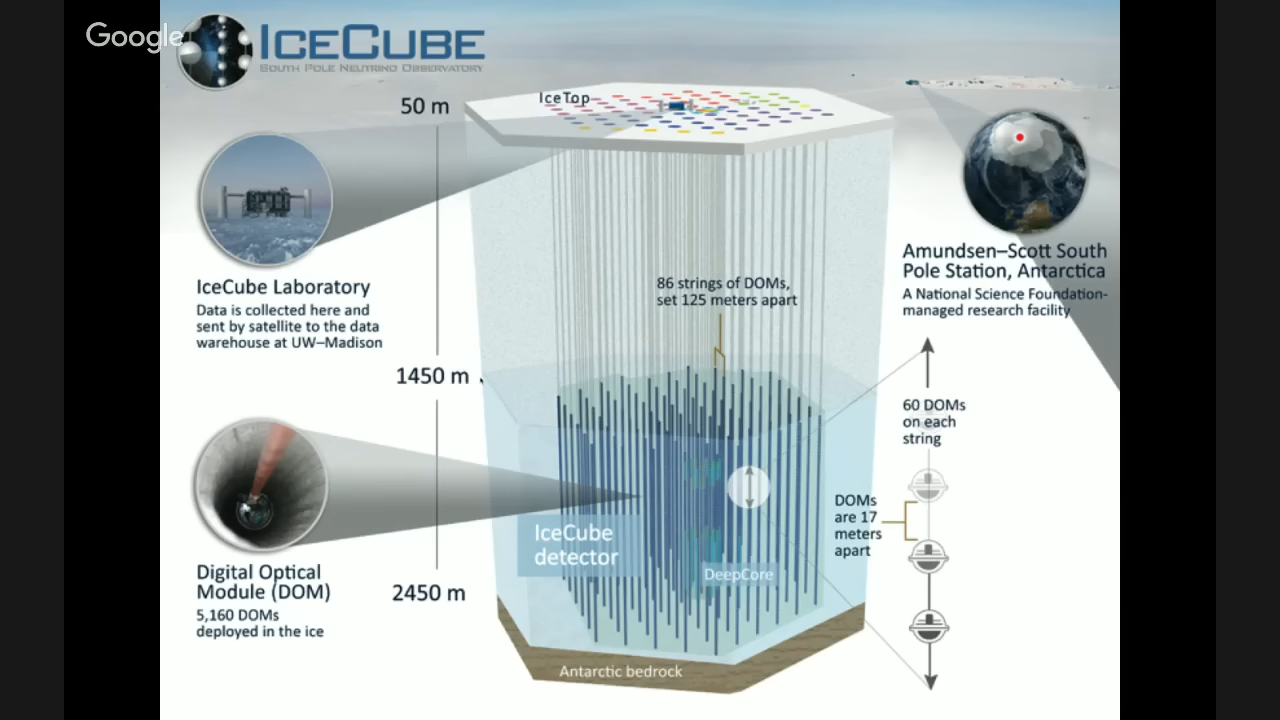 Google
ICECUBE
SOUTH POLE NEUTRINO OBSERVATORY
50 m
IceTop
IceCube Laboratory
Data is collected here and
sent by satellite to the data
warehouse at UW–Madison
Amundsen–Scott South
Pole Station, Antarctica
A National Science Foundation-
managed research facility
86 strings of DOMs,
set 125 meters apart
1450 m
60 DOMs
on each
string
DOMs
are 17
meters
apart
IceCube
detector
DeepCore
Digital Optical
Module (DOM)
5,160 DOMs
deployed in the ice
2450 m
Antarctic bedrock